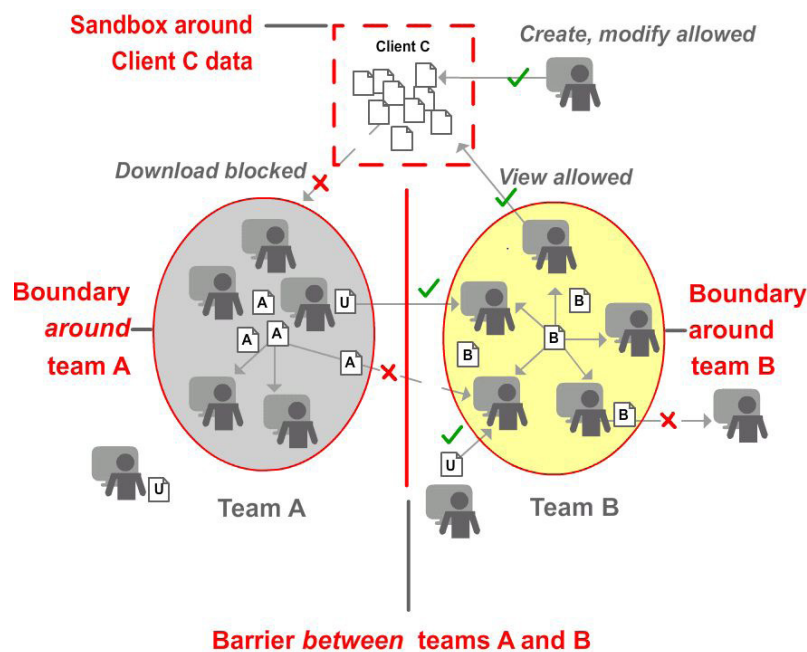 Sandbox around
Client C data
Client C
Create, modify allowed
Download blocked
View allowed
Boundary
around
team A
A
U
A
A
A
U
Team A
B
B
B
B
U
Team B
Boundary
around
team B
Barrier between teams A and B